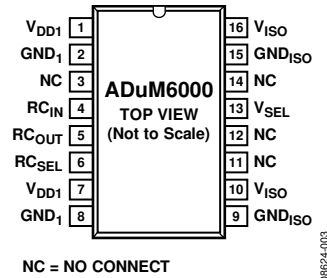 VDD1 1
GND1 2
NC 3
RCIN 4
RCOUT 5
RCSEL 6
VDD1 7
GND1 8
ADuM6000
TOP VIEW
(Not to Scale)
16 VISO
15 GNDISO
14 NC
13 VSEL
12 NC
11 NC
10 VISO
9 GNDISO
NC = NO CONNECT
08624-003